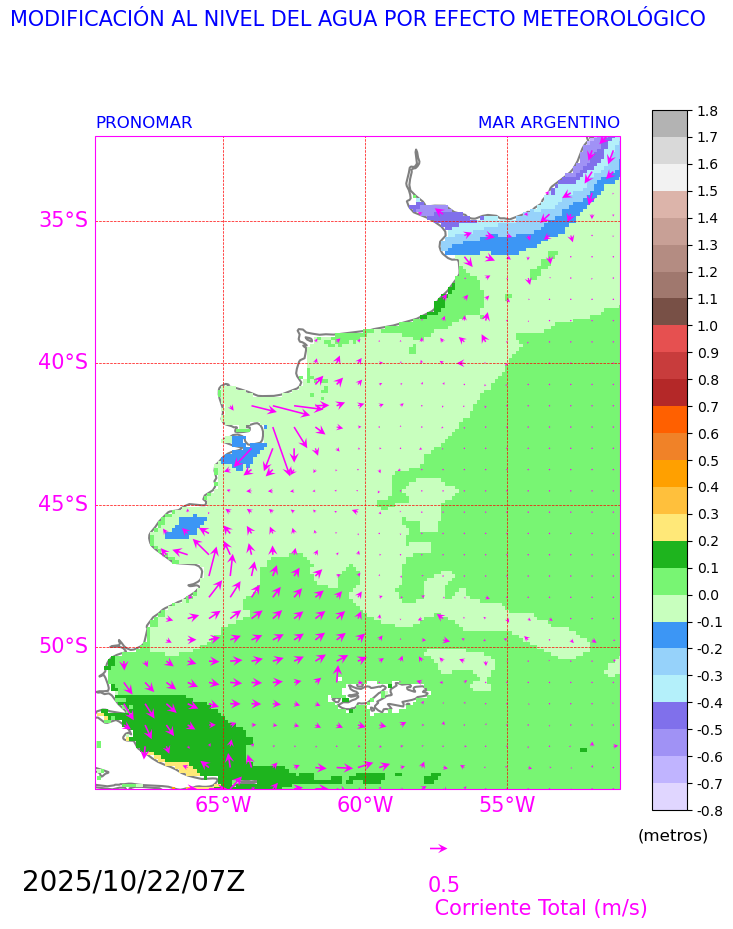 MODIFICACIÓN AL NIVEL DEL AGUA POR EFECTO METEOROLÓGICO
PRONOMAR MAR ARGENTINO
35°S
40°S
45°S
50°S
65°W 60°W 55°W
1.8
1.7
1.6
1.5
1.4
1.3
1.2
1.1
1.0
0.9
0.8
0.7
0.6
0.5
0.4
0.3
0.2
0.1
0.0
-0.1
-0.2
-0.3
-0.4
-0.5
-0.6
-0.7
-0.8
(metros)
2025/10/22/07Z
0.5
Corriente Total (m/s)